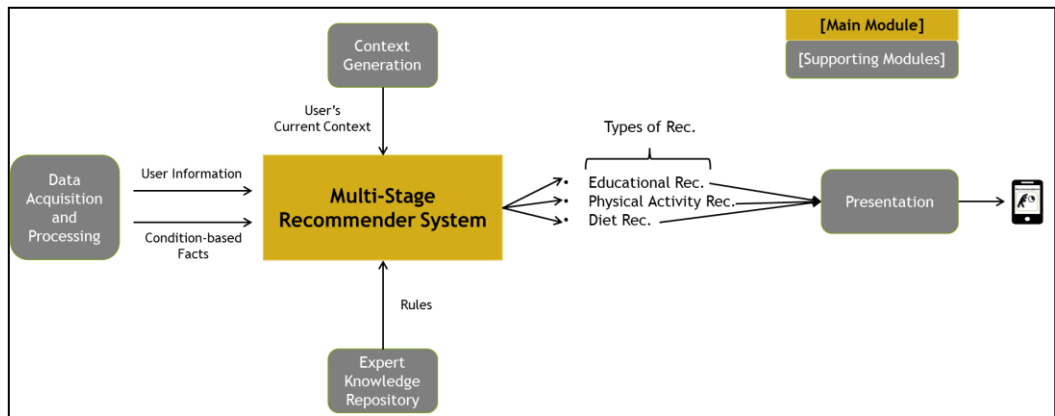 [Main Module]
[Supporting Modules]
Context
Generation
User's
Current Context
Types of Rec.
Data
Acquisition
and
Processing
User Information
Condition-based
Facts
Multi-Stage
Recommender System
• Educational Rec.
• Physical Activity Rec.
• Diet Rec.
Presentation
Rules
Expert
Knowledge
Repository